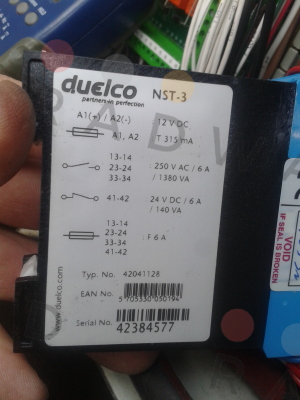 duelco NST-3
partners-in perfection
A1(+) / A2(-) 12 V DC
A1, A2 /T 315 mA
13-14
23-24 : 250 V AC / 6 A
33-34 / 1380 VA
41-42 : 24 V DC / 6 A
/ 140 VA
13-14
23-24
33-34 : F 6 A
41-42
Typ. No. 42041128
EAN No.
5 703330 050194
Serial No.
42384577
www.duelco.com
VOID
IF SEAL IS BROKEN